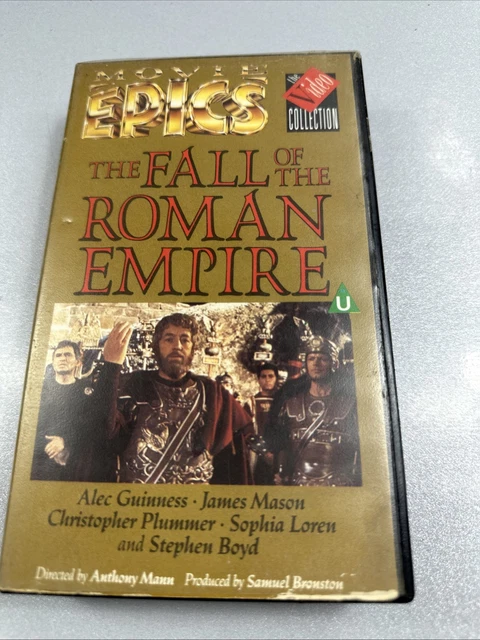 MOVIE
EPICS
THE
Video
COLLECTION
THE FALL OF THE
ROMAN
EMPIRE
U
Alec Guinness · James Mason
Christopher Plummer · Sophia Loren
and Stephen Boyd
Directed by Anthony Mann Produced by Samuel Bronston